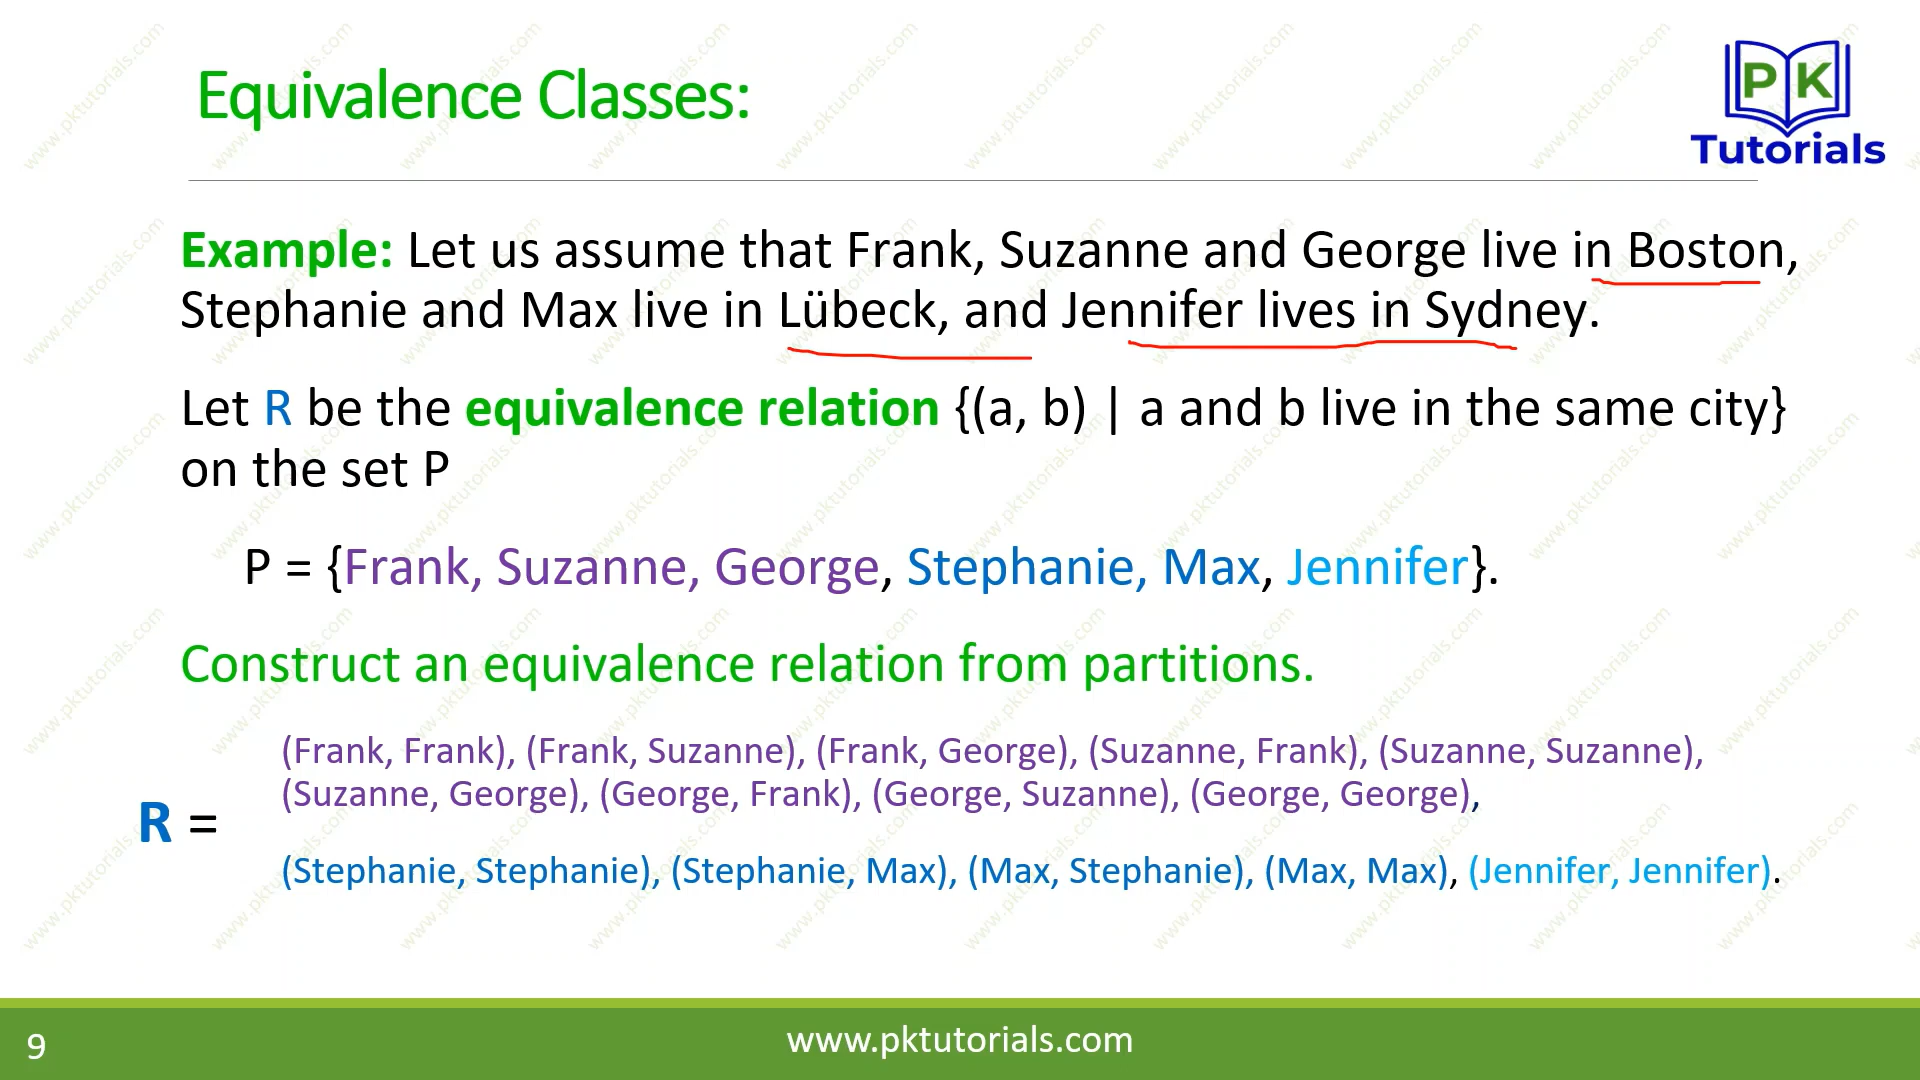 Equivalence Classes:
PK
Tutorials
Example: Let us assume that Frank, Suzanne and George live in Boston,
Stephanie and Max live in Lübeck, and Jennifer lives in Sydney.
Let R be the equivalence relation {(a, b) | a and b live in the same city}
on the set P
P = {Frank, Suzanne, George, Stephanie, Max, Jennifer}.
Construct an equivalence relation from partitions.
(Frank, Frank), (Frank, Suzanne), (Frank, George), (Suzanne, Frank), (Suzanne, Suzanne),
(Suzanne, George), (George, Frank), (George, Suzanne), (George, George),
R =
(Stephanie, Stephanie), (Stephanie, Max), (Max, Stephanie), (Max, Max), (Jennifer, Jennifer).
9
www.pktutorials.com